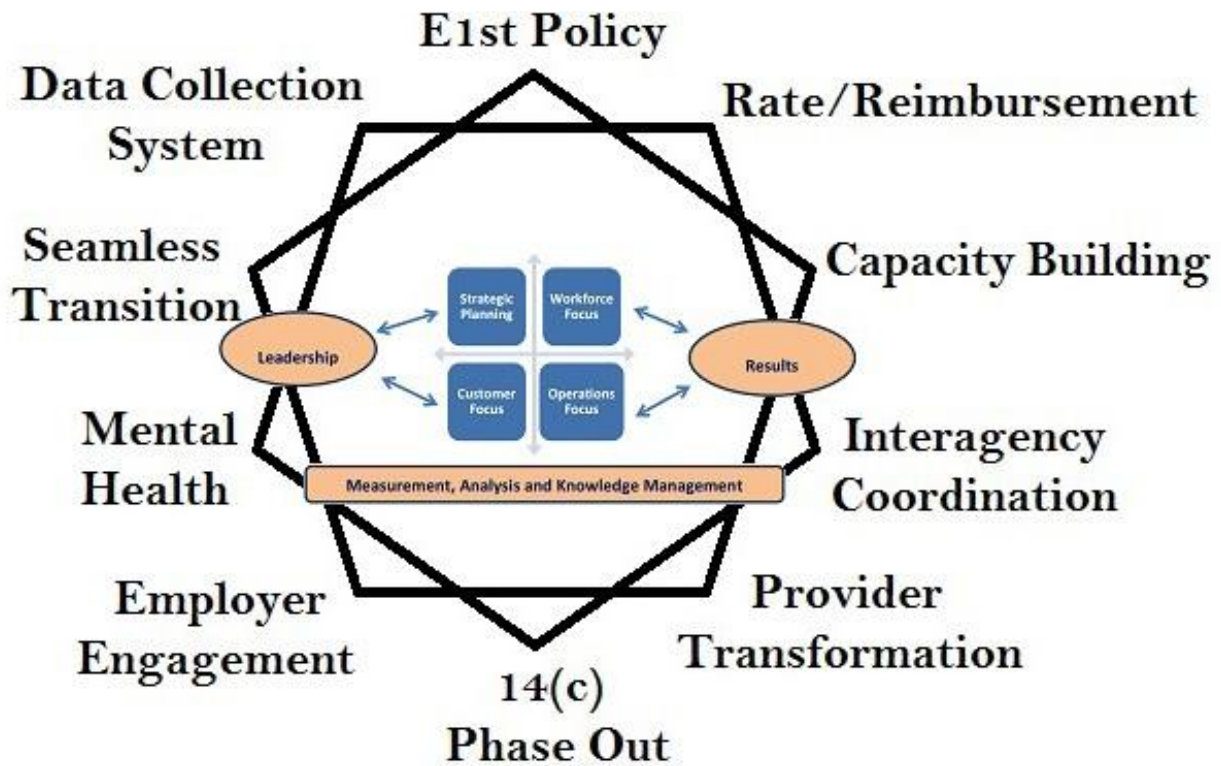 E1st Policy
Data Collection
System
Rate/Reimbursement
Seamless
Transition
Capacity Building
Strategic
Planning
Workforce
Focus
Leadership
Results
Customer
Focus
Operations
Focus
Mental
Health
Interagency
Coordination
Measurement, Analysis and Knowledge Management
Employer
Engagement
Provider
Transformation
14(c)
Phase Out